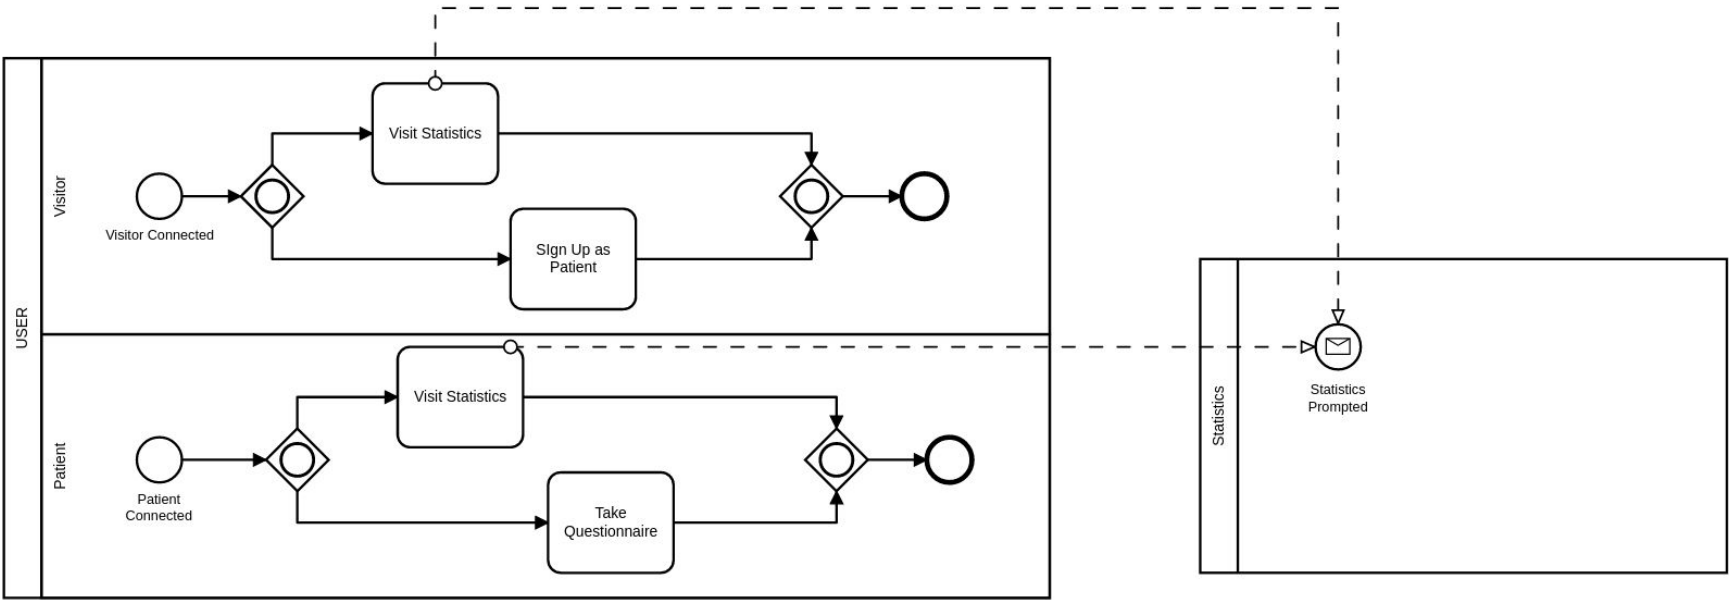 USER
Visitor
Visitor Connected
Visit Statistics
SIgn Up as
Patient
Patient
Patient
Connected
Visit Statistics
Take
Questionnaire
Statistics
Statistics
Prompted